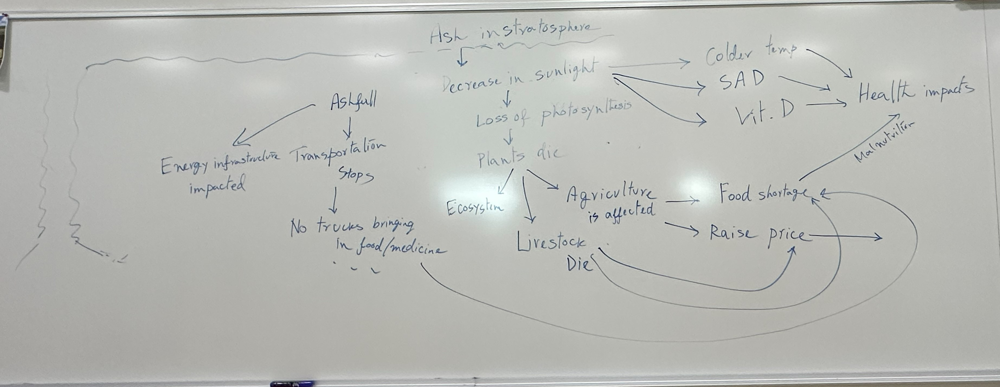 Ash in stratosphere
Decrease in sunlight
Colder temp
SAD
Vit. D
Health impacts
Loss of photosynthesis
Plants die
Ashfall
Energy infrastructure
impacted
Transportation
Stops
No trucks bringing
in food/medicine
Ecosystem
Agriculture
is affected
Livestock
Die
Food shortage
Raise price
Malnutrition